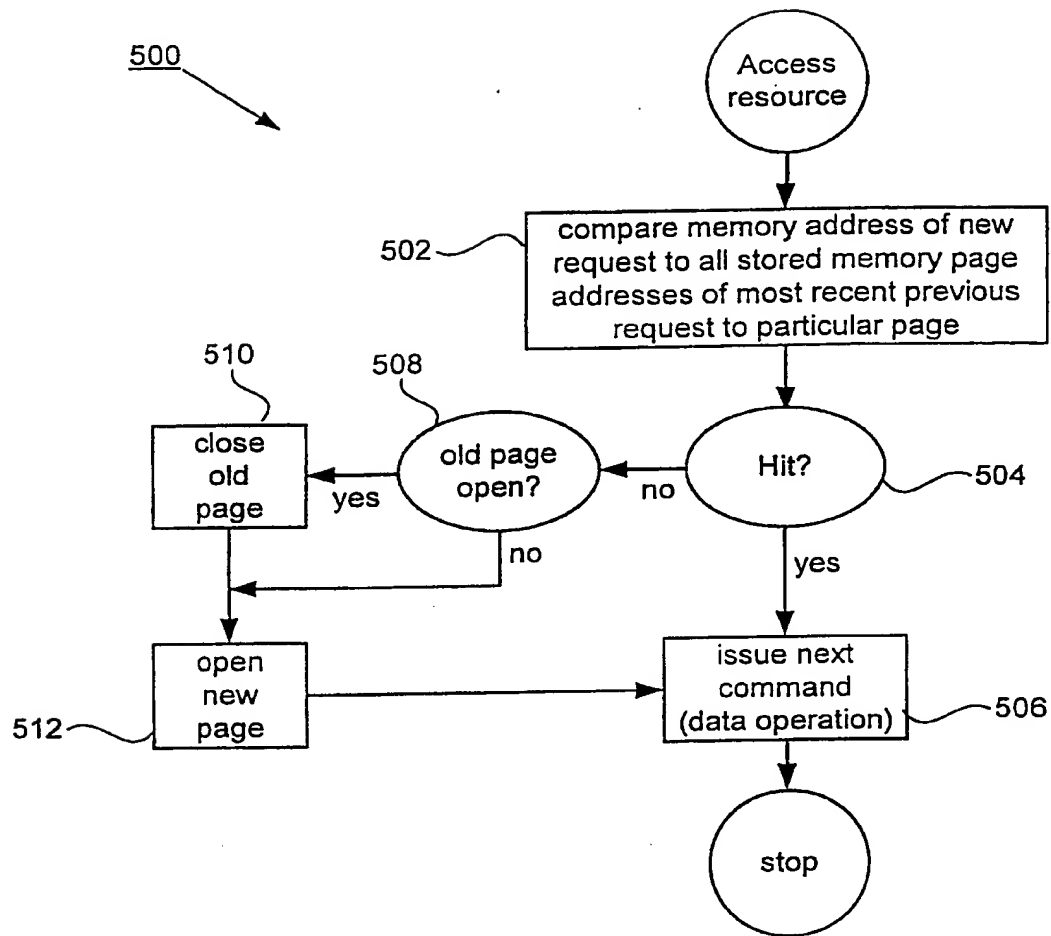 500
Access
resource
502
compare memory address of new
request to all stored memory page
addresses of most recent previous
request to particular page
510
508
close
old
page
yes
old page
open?
no
Hit?
504
no
yes
open
new
page
512
issue next
command
(data operation)
506
stop